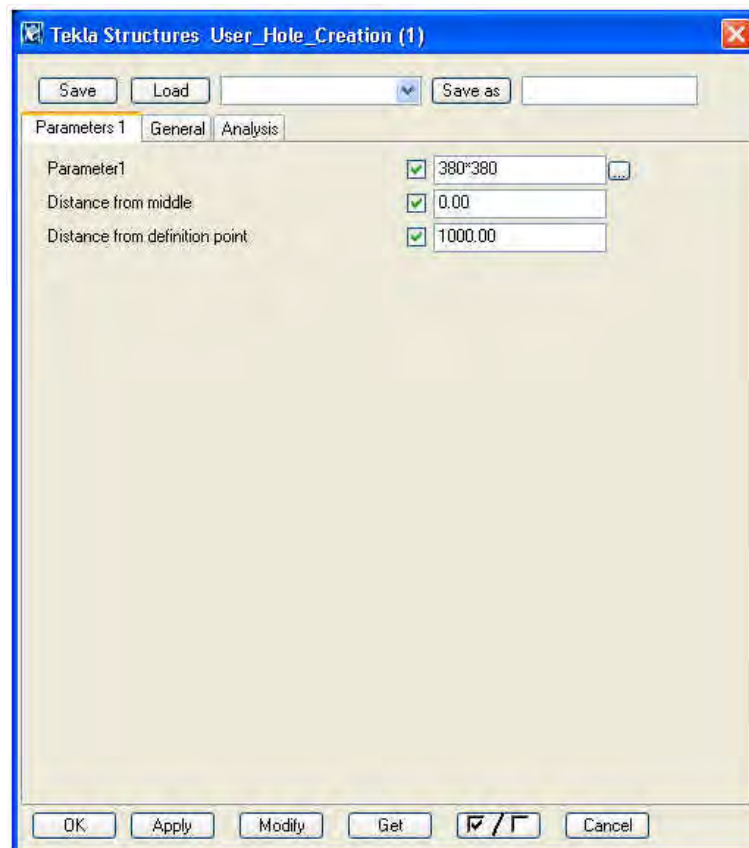 Tekla Structures User_Hole_Creation (1)
Save Load Save as
Parameters 1 General Analysis
Parameter1 380*380 ...
Distance from middle 0.00
Distance from definition point 1000.00
OK Apply Modify Get / Cancel